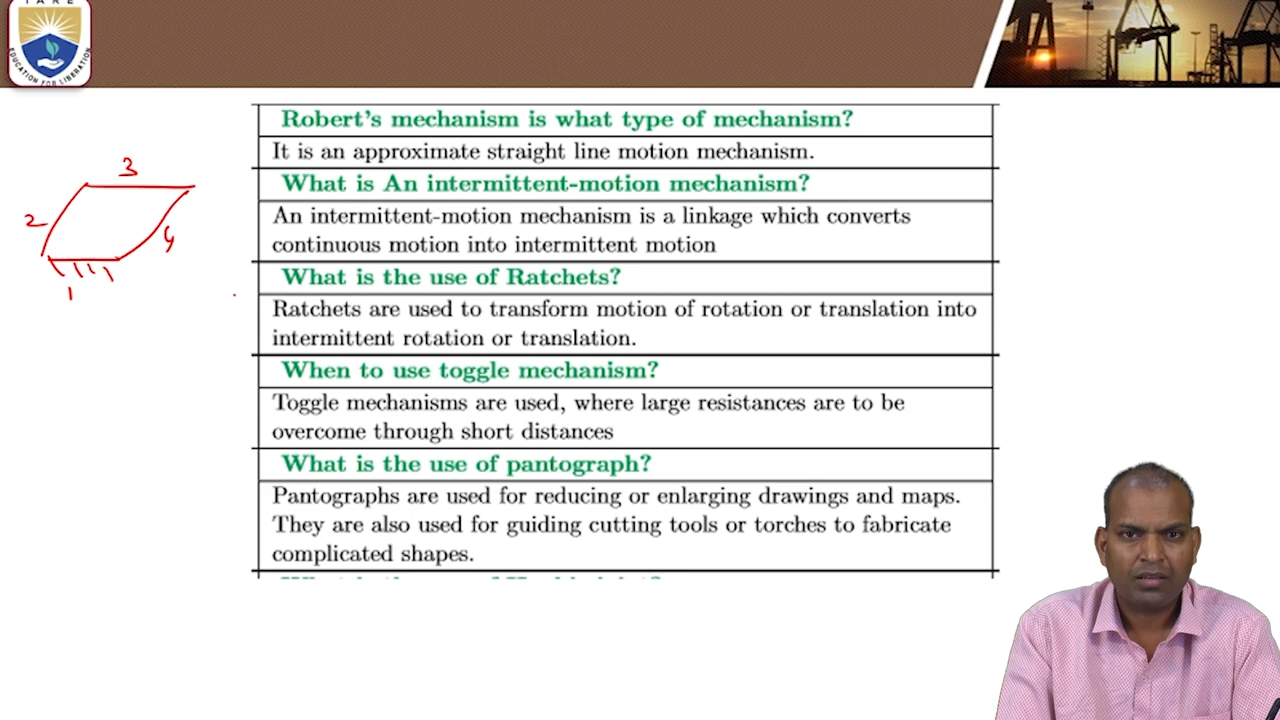 TARE
EDUCATION FOR LIBERATION
Robert's mechanism is what type of mechanism?
It is an approximate straight line motion mechanism.
What is An intermittent-motion mechanism?
An intermittent-motion mechanism is a linkage which converts
continuous motion into intermittent motion
What is the use of Ratchets?
Ratchets are used to transform motion of rotation or translation into
intermittent rotation or translation.
When to use toggle mechanism?
Toggle mechanisms are used, where large resistances are to be
overcome through short distances
What is the use of pantograph?
Pantographs are used for reducing or enlarging drawings and maps.
They are also used for guiding cutting tools or torches to fabricate
complicated shapes.
3
2
4
1